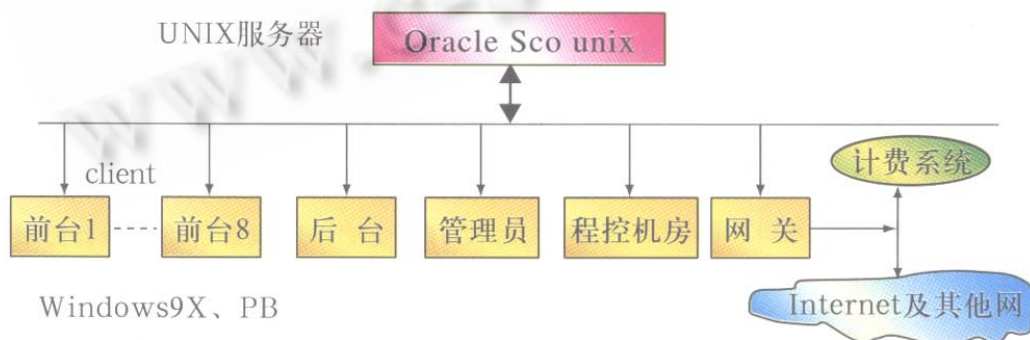 UNIX服务器
Oracle Sco unix
client
计费系统
前台1
前台8
后 台
管理员
程控机房
网 关
Windows9X、PB
Internet及其他网